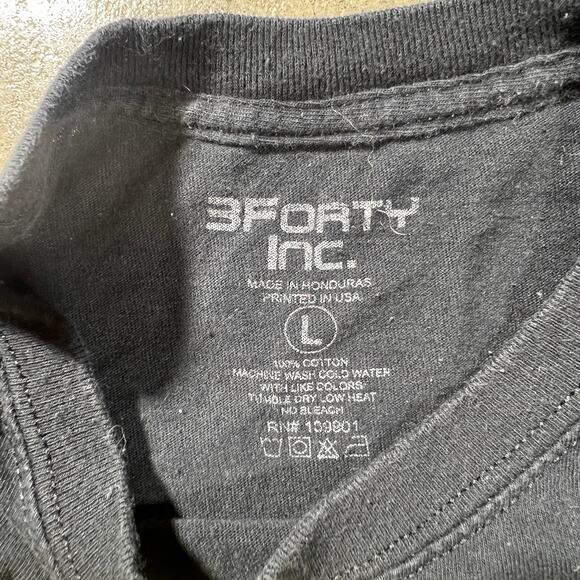 3FORTY
INC.
MADE IN HONDURAS
PRINTED IN USA
L
100% COTTON
MACHINE WASH COLD WATER
WITH LIKE COLORS
TUMBLE DRY LOW HEAT
NO BLEACH
RN# 139801